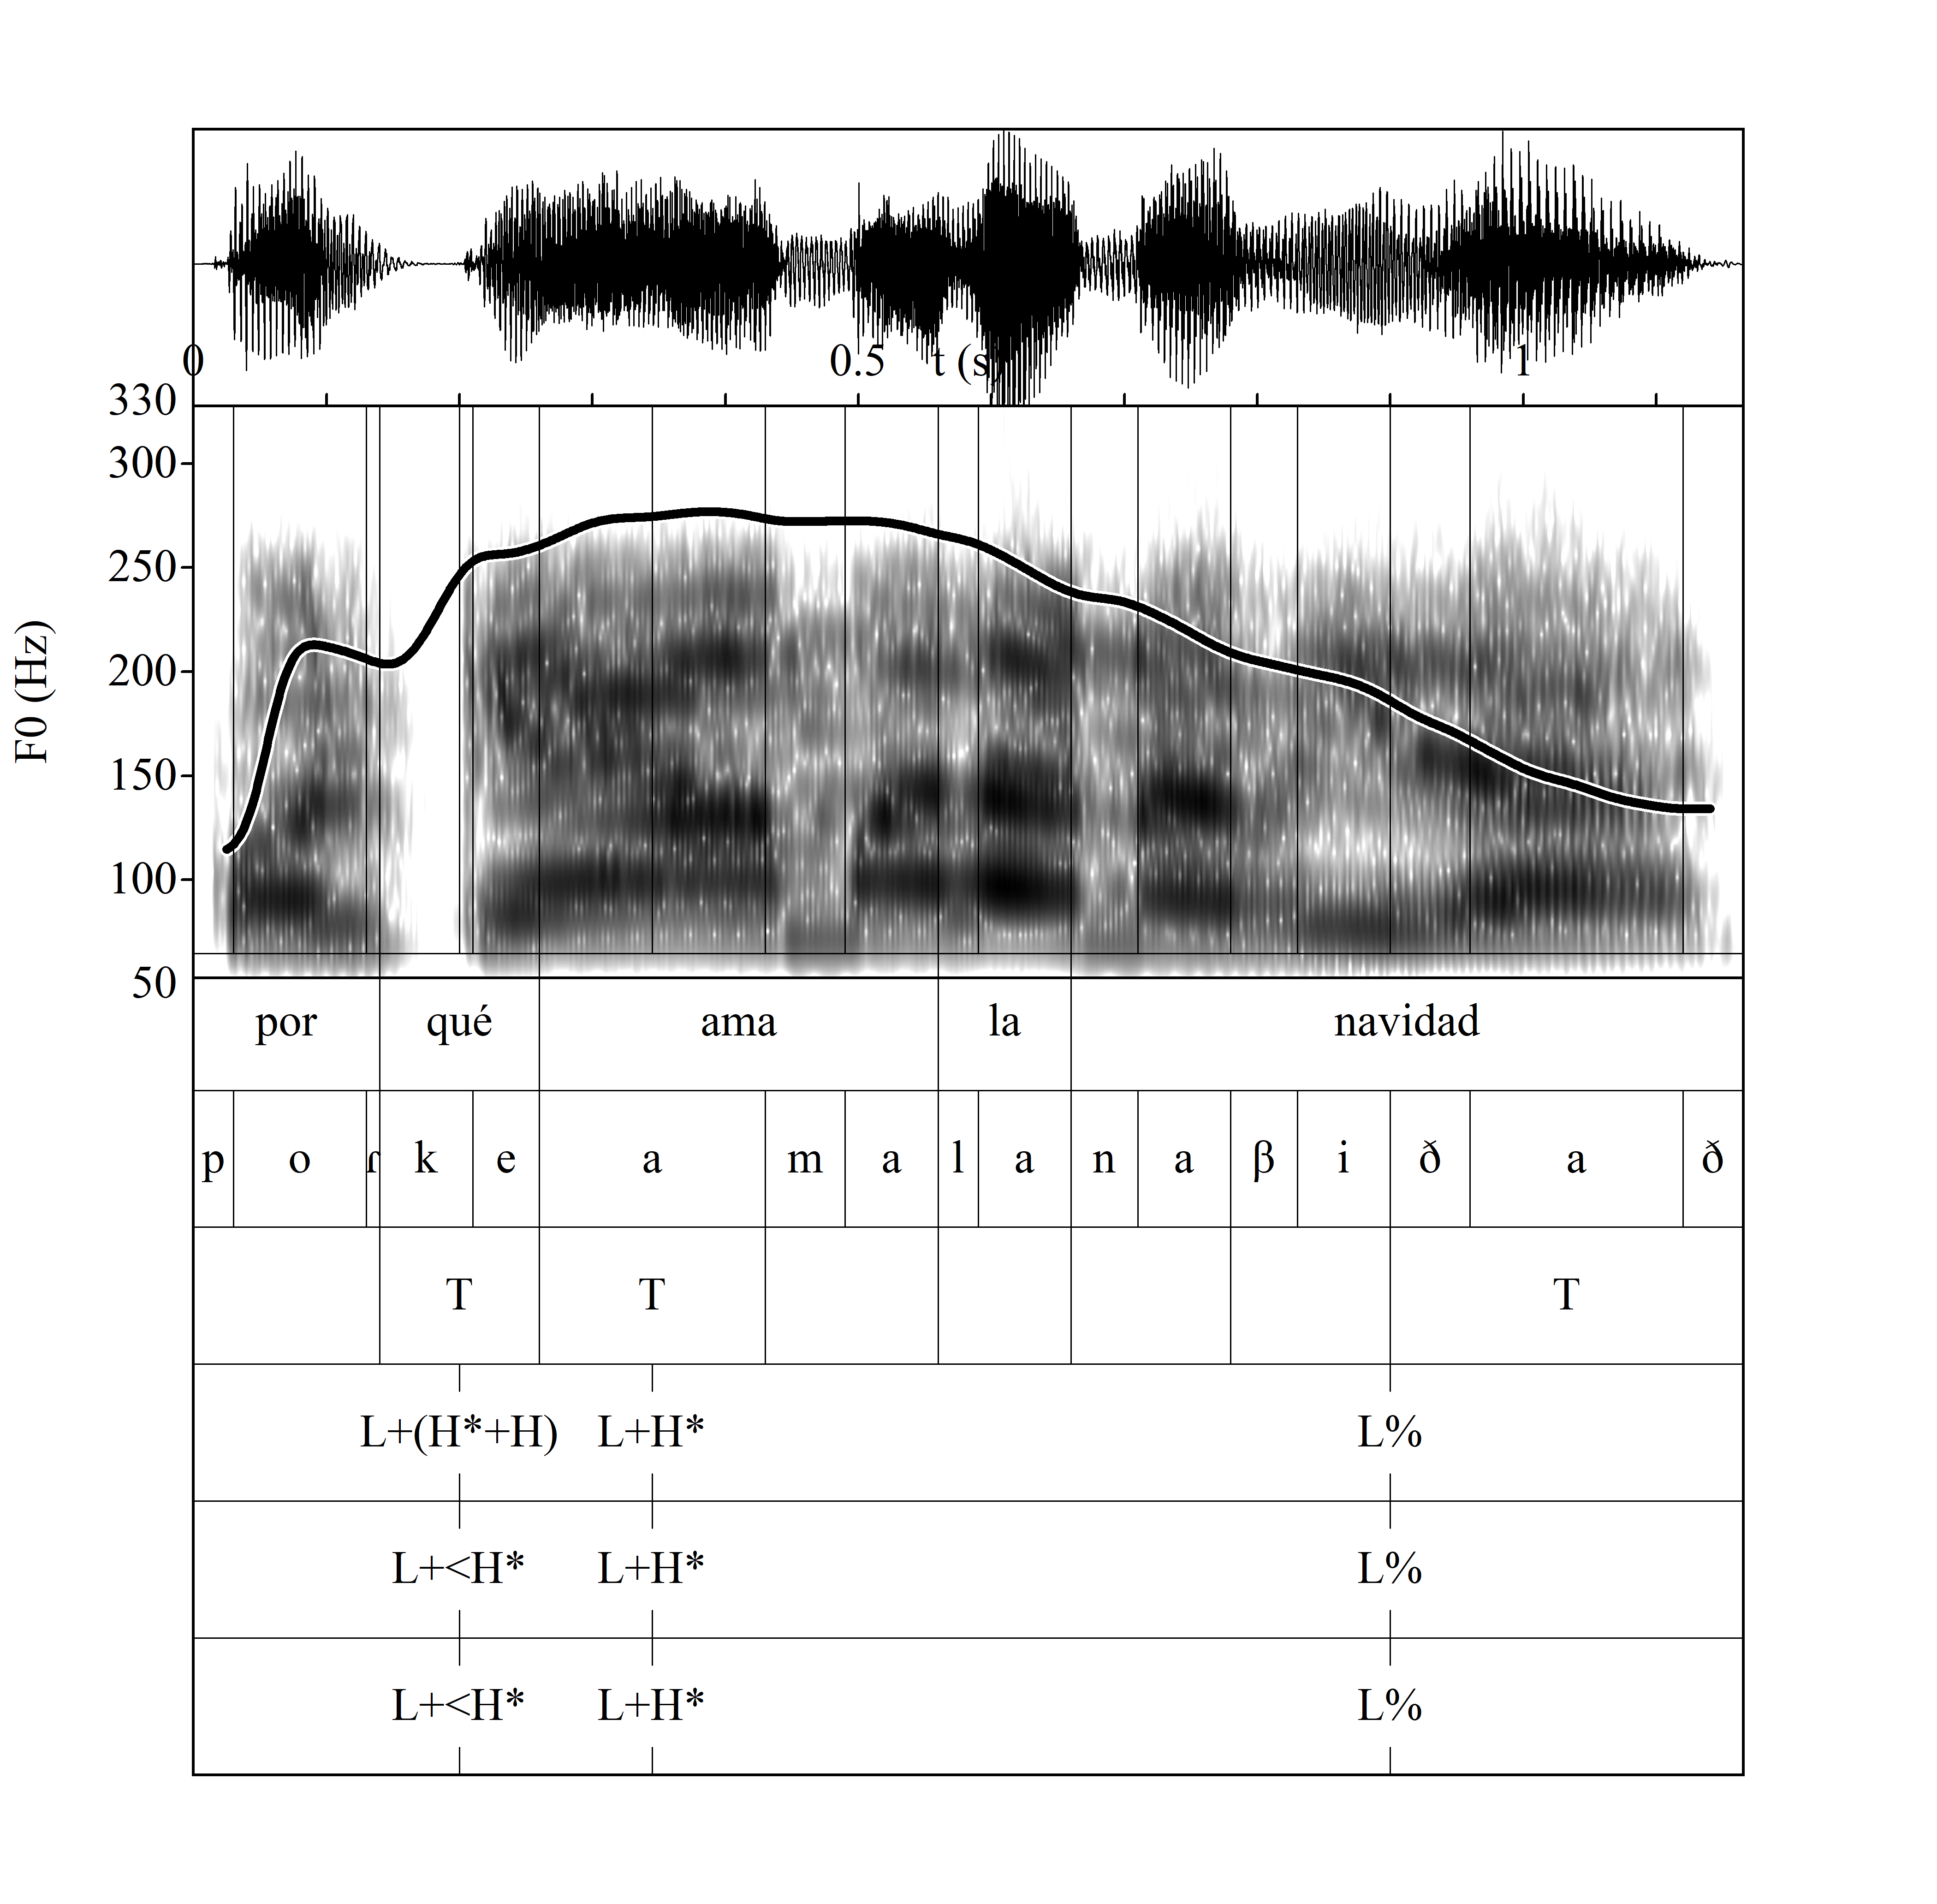 0 0.5 t (s) 1
330
300
250
200
150
100
50
F0 (Hz)
por qué ama la navidad
p o ɾ k e a m a l a n a β i ð a ð
T T T
L+(H*+H) L+H* L%
L+<H* L+H* L%
L+<H* L+H* L%